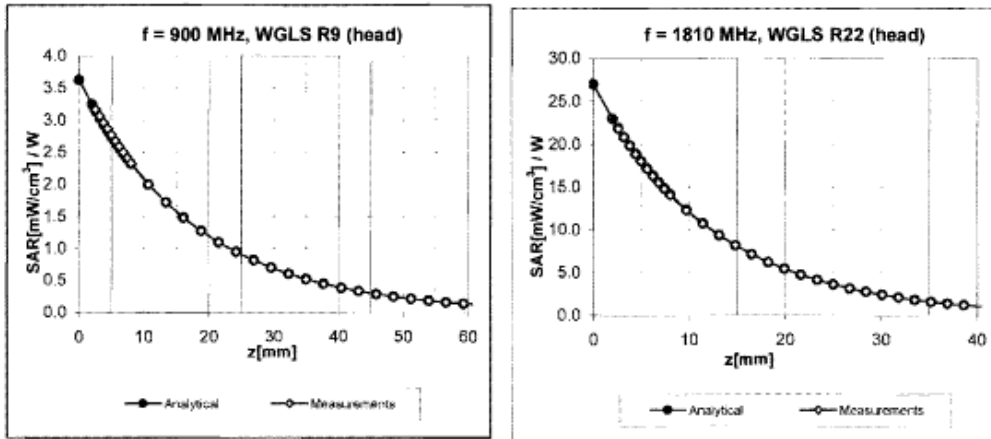 f = 900 MHz, WGLS R9 (head)
SAR[mW/cm³] / W
4.0
3.5
3.0
2.5
2.0
1.5
1.0
0.5
0.0
0 10 20 30 40 50 60
z[mm]
Analytical Measurements
f = 1810 MHz, WGLS R22 (head)
SAR[mW/cm³] / W
30.0
25.0
20.0
15.0
10.0
5.0
0.0
0 10 20 30 40
z[mm]
Analytical Measurements